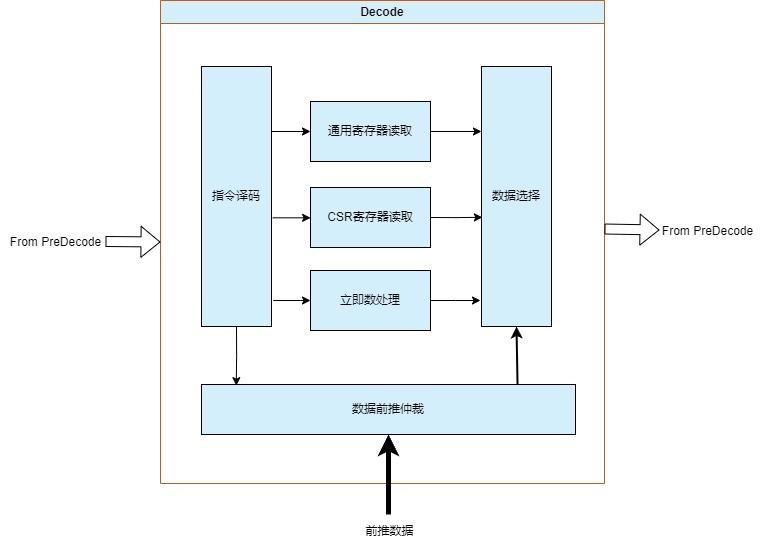 Decode
指令译码
通用寄存器读取
CSR寄存器读取
立即数处理
数据选择
From PreDecode
From PreDecode
数据前推仲裁
前推数据